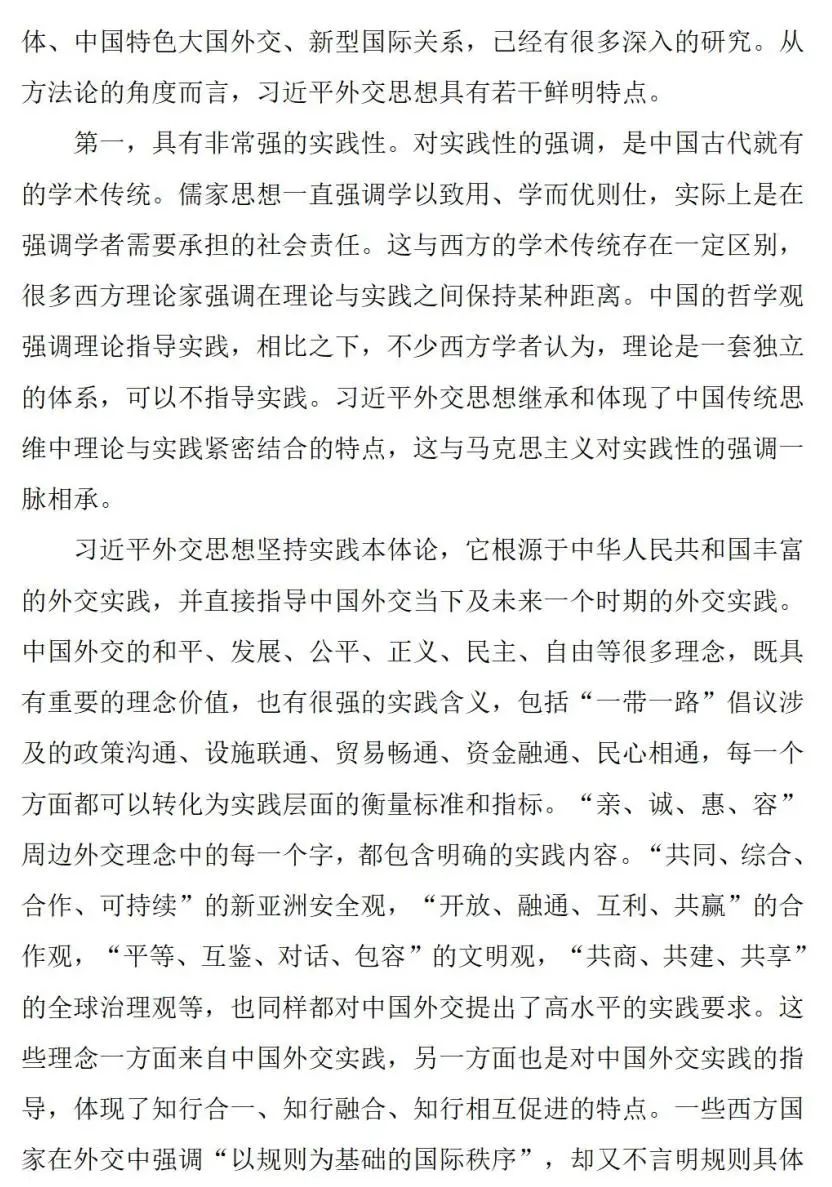 体、中国特色大国外交、新型国际关系，已经有很多深入的研究。从
方法论的角度而言，习近平外交思想具有若干鲜明特点。
第一，具有非常强的实践性。对实践性的强调，是中国古代就有
的学术传统。儒家思想一直强调学以致用、学而优则仕，实际上是在
强调学者需要承担的社会责任。这与西方的学术传统存在一定区别，
很多西方理论家强调在理论与实践之间保持某种距离。中国的哲学观
强调理论指导实践，相比之下，不少西方学者认为，理论是一套独立
的体系，可以不指导实践。习近平外交思想继承和体现了中国传统思
维中理论与实践紧密结合的特点，这与马克思主义对实践性的强调一
脉相承。
习近平外交思想坚持实践本体论，它根源于中华人民共和国丰富
的外交实践，并直接指导中国外交当下及未来一个时期的外交实践。
中国外交的和平、发展、公平、正义、民主、自由等很多理念，既具
有重要的理念价值，也有很强的实践含义，包括“一带一路”倡议涉
及的政策沟通、设施联通、贸易畅通、资金融通、民心相通，每一个
方面都可以转化为实践层面的衡量标准和指标。“亲、诚、惠、容”
周边外交理念中的每一个字，都包含明确的实践内容。“共同、综合、
合作、可持续”的新亚洲安全观，“开放、融通、互利、共赢”的合
作观，“平等、互鉴、对话、包容”的文明观，“共商、共建、共享”
的全球治理观等，也同样都对中国外交提出了高水平的实践要求。这
些理念一方面来自中国外交实践，另一方面也是对中国外交实践的指
导，体现了知行合一、知行融合、知行相互促进的特点。一些西方国
家在外交中强调“以规则为基础的国际秩序”，却又不言明规则具体